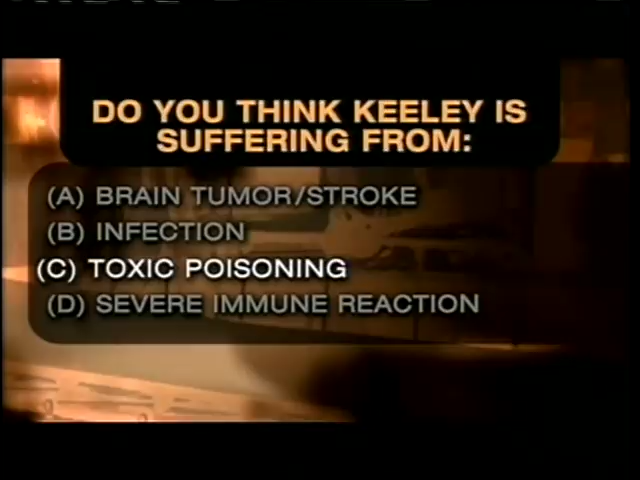 DO YOU THINK KEELEY IS
SUFFERING FROM:
(A) BRAIN TUMOR/STROKE
(B) INFECTION
(C) TOXIC POISONING
(D) SEVERE IMMUNE REACTION